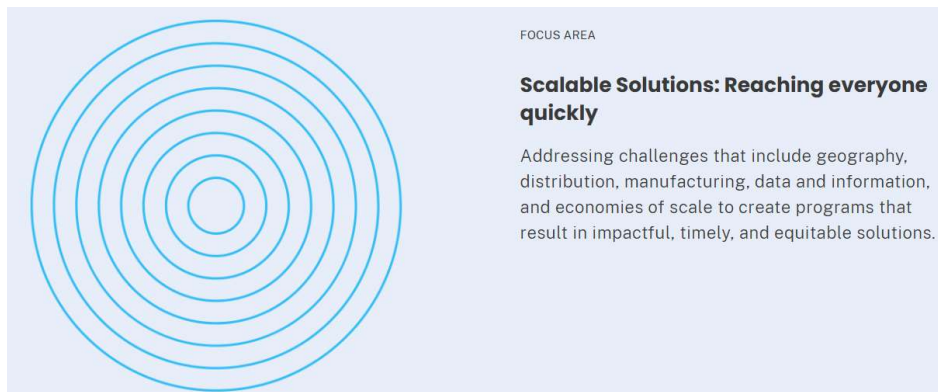 FOCUS AREA
Scalable Solutions: Reaching everyone
quickly
Addressing challenges that include geography,
distribution, manufacturing, data and information,
and economies of scale to create programs that
result in impactful, timely, and equitable solutions.